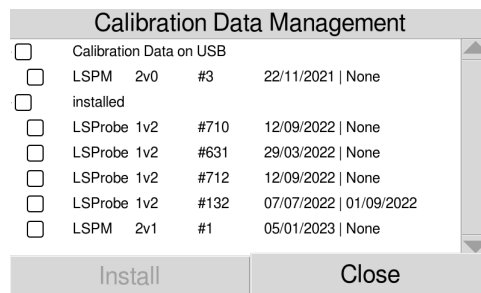 Calibration Data Management
Calibration Data on USB
LSPM 2v0 #3 22/11/2021 | None
installed
LSProbe 1v2 #710 12/09/2022 | None
LSProbe 1v2 #631 29/03/2022 | None
LSProbe 1v2 #712 12/09/2022 | None
LSProbe 1v2 #132 07/07/2022 | 01/09/2022
LSPM 2v1 #1 05/01/2023 | None
Install Close